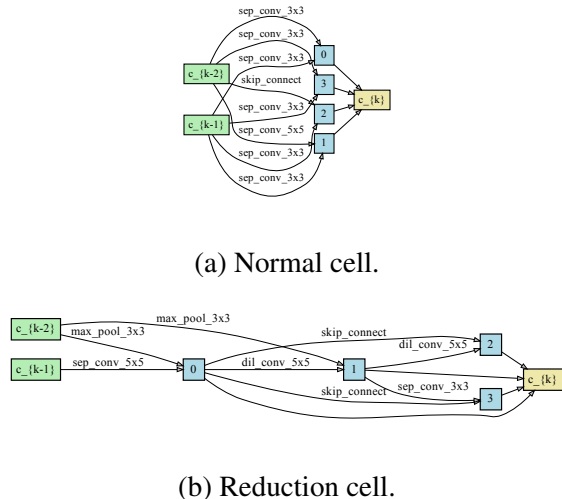 sep_conv_3x3
sep_conv_3x3
sep_conv_3x3
0
c_{k-2}
skip_connect
3
c_{k}
sep_conv_3x3
2
c_{k-1}
sep_conv_5x5
1
sep_conv_3x3
sep_conv_3x3
(a) Normal cell.
c_{k-2}
max_pool_3x3
max_pool_3x3
skip_connect
2
dil_conv_5x5
c_{k-1}
sep_conv_5x5
0
dil_conv_5x5
1
c_{k}
sep_conv_3x3
skip_connect
3
(b) Reduction cell.